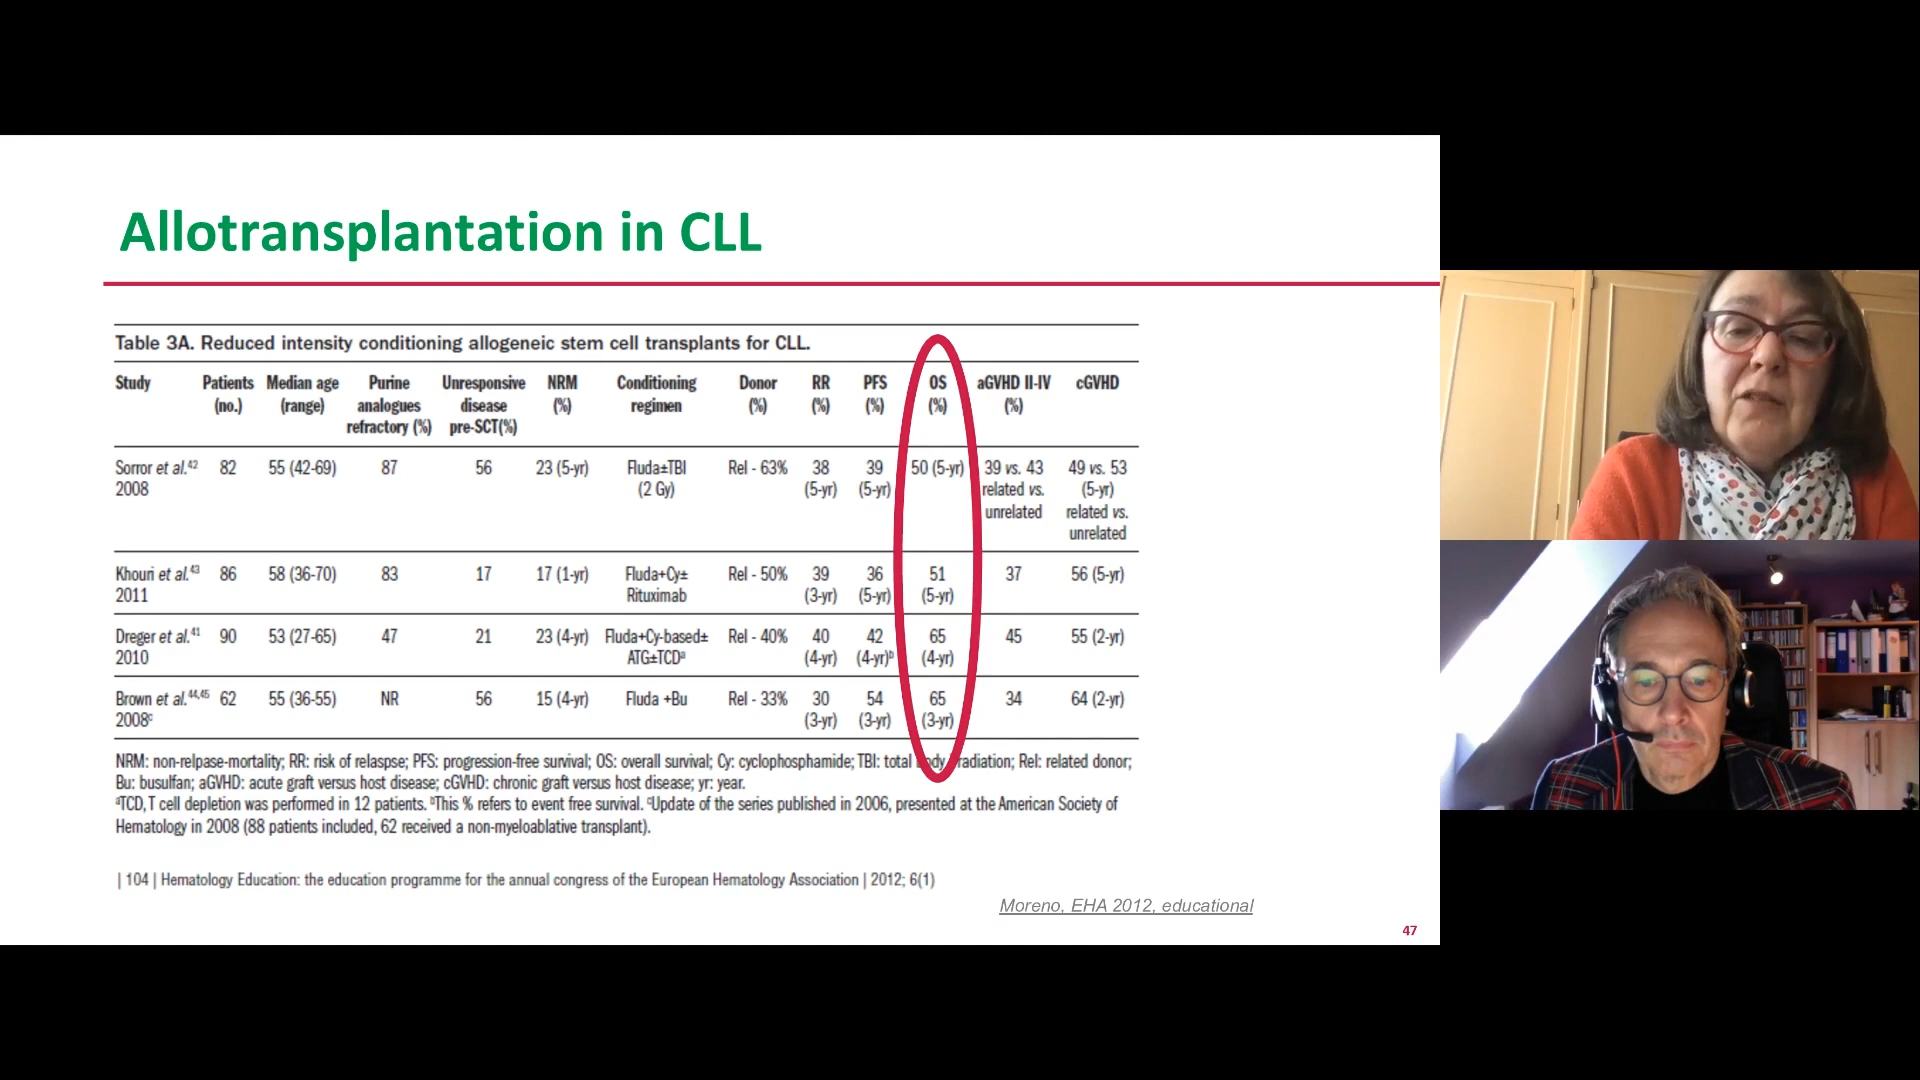 Allotransplantation in CLL
Table 3A. Reduced intensity conditioning allogeneic stem cell transplants for CLL.
Study Patients (no.) Median age (range) Purine analogues refractory (%) Unresponsive disease pre-SCT(%) NRM (%) Conditioning regimen Donor (%) RR (%) PFS (%) OS (%) aGVHD II-IV (%) cGVHD
Sorror et al.42 2008 82 55 (42-69) 87 56 23 (5-yr) Fluda±TBI (2 Gy) Rel - 63% 38 (5-yr) 39 (5-yr) 50 (5-yr) 39 vs. 43 related vs. unrelated 49 vs. 53 (5-yr) related vs. unrelated
Khouri et al.43 2011 86 58 (36-70) 83 17 17 (1-yr) Fluda+Cy± Rituximab Rel - 50% 39 (3-yr) 36 (5-yr) 51 (5-yr) 37 56 (5-yr)
Dreger et al.41 2010 90 53 (27-65) 47 21 23 (4-yr) Fluda+Cy-based± ATG±TCDa Rel - 40% 40 (4-yr) 42 (4-yr)b 65 (4-yr) 45 55 (2-yr)
Brown et al.44,45 2008c 62 55 (36-55) NR 56 15 (4-yr) Fluda +Bu Rel - 33% 30 (3-yr) 54 (3-yr) 65 (3-yr) 34 64 (2-yr)
NRM: non-relpase-mortality; RR: risk of relaspse; PFS: progression-free survival; OS: overall survival; Cy: cyclophosphamide; TBI: total body irradiation; Rel: related donor;
Bu: busulfan; aGVHD: acute graft versus host disease; cGVHD: chronic graft versus host disease; yr: year.
aTCD, T cell depletion was performed in 12 patients. bThis % refers to event free survival. cUpdate of the series published in 2006, presented at the American Society of
Hematology in 2008 (88 patients included, 62 received a non-myeloablative transplant).
| 104 | Hematology Education: the education programme for the annual congress of the European Hematology Association | 2012; 6(1)
Moreno, EHA 2012, educational
47